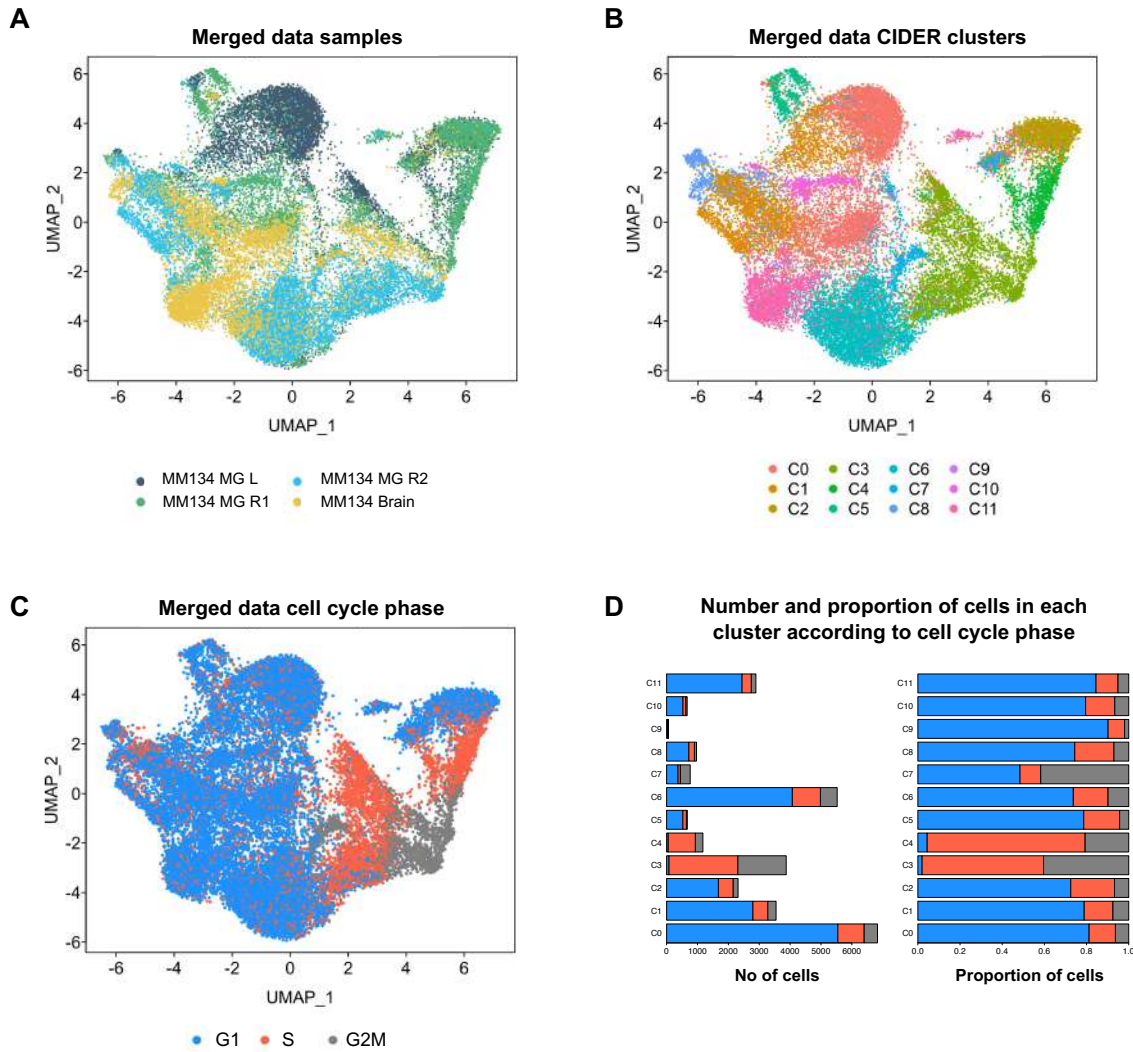 A
Merged data samples
6
4
2
0
-2
-4
-6
UMAP_2
-6 -4 -2 0 2 4 6
UMAP_1
MM134 MG L
MM134 MG R2
MM134 MG R1
MM134 Brain
B
Merged data CIDER clusters
6
4
2
0
-2
-4
-6
UMAP_2
-6 -4 -2 0 2 4 6
UMAP_1
C0 C3 C6 C9
C1 C4 C7 C10
C2 C5 C8 C11
C
Merged data cell cycle phase
6
4
2
0
-2
-4
-6
UMAP_2
-6 -4 -2 0 2 4 6
UMAP_1
G1 S G2M
D
Number and proportion of cells in each
cluster according to cell cycle phase
C11
C10
C9
C8
C7
C6
C5
C4
C3
C2
C1
C0
0 1000 2000 3000 4000 5000 6000
No of cells
C11
C10
C9
C8
C7
C6
C5
C4
C3
C2
C1
C0
0.0 0.2 0.4 0.6 0.8 1.0
Proportion of cells